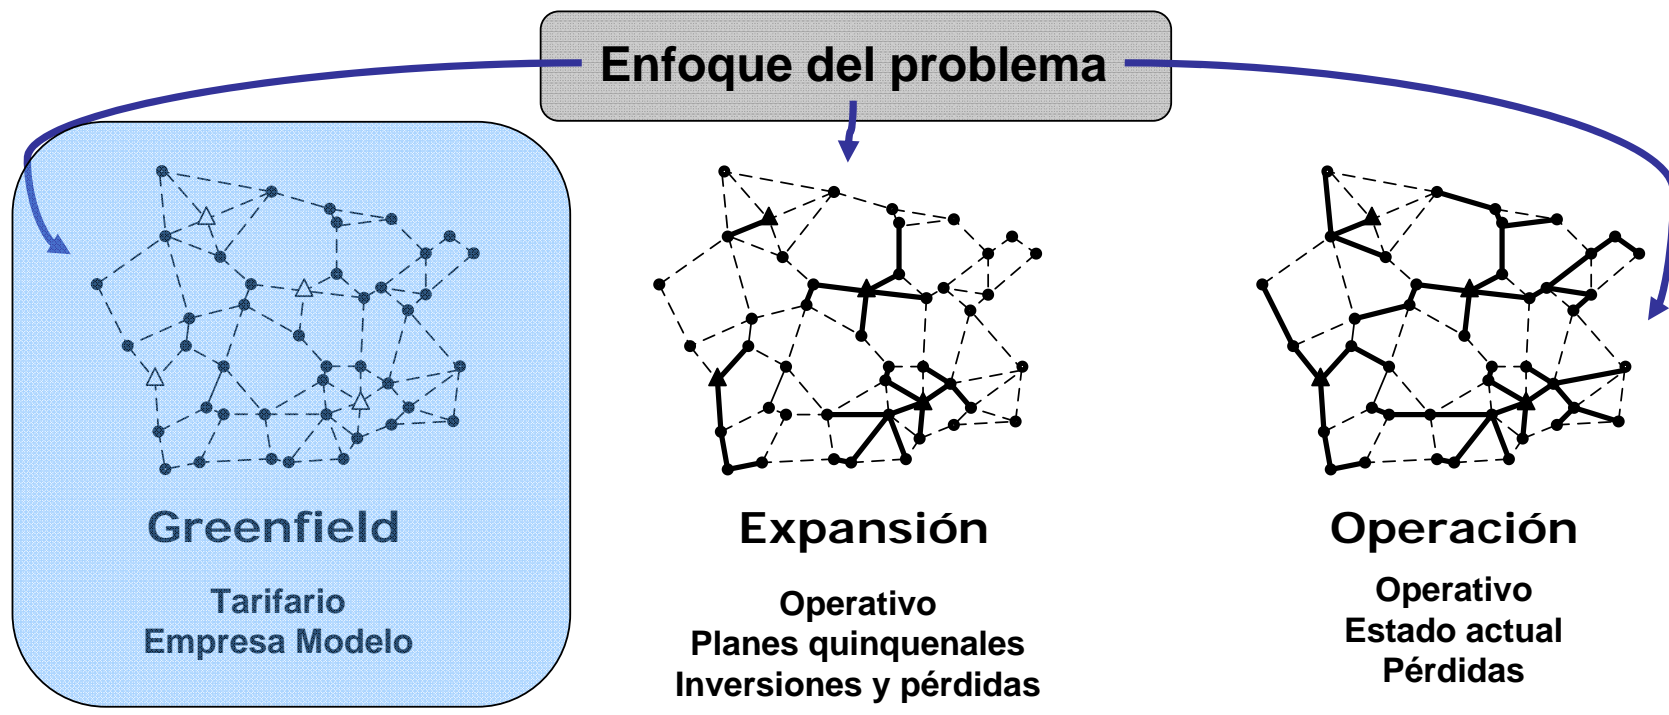 Enfoque del problema
Greenfield
Tarifario
Empresa Modelo
Expansión
Operativo
Planes quinquenales
Inversiones y pérdidas
Operación
Operativo
Estado actual
Pérdidas